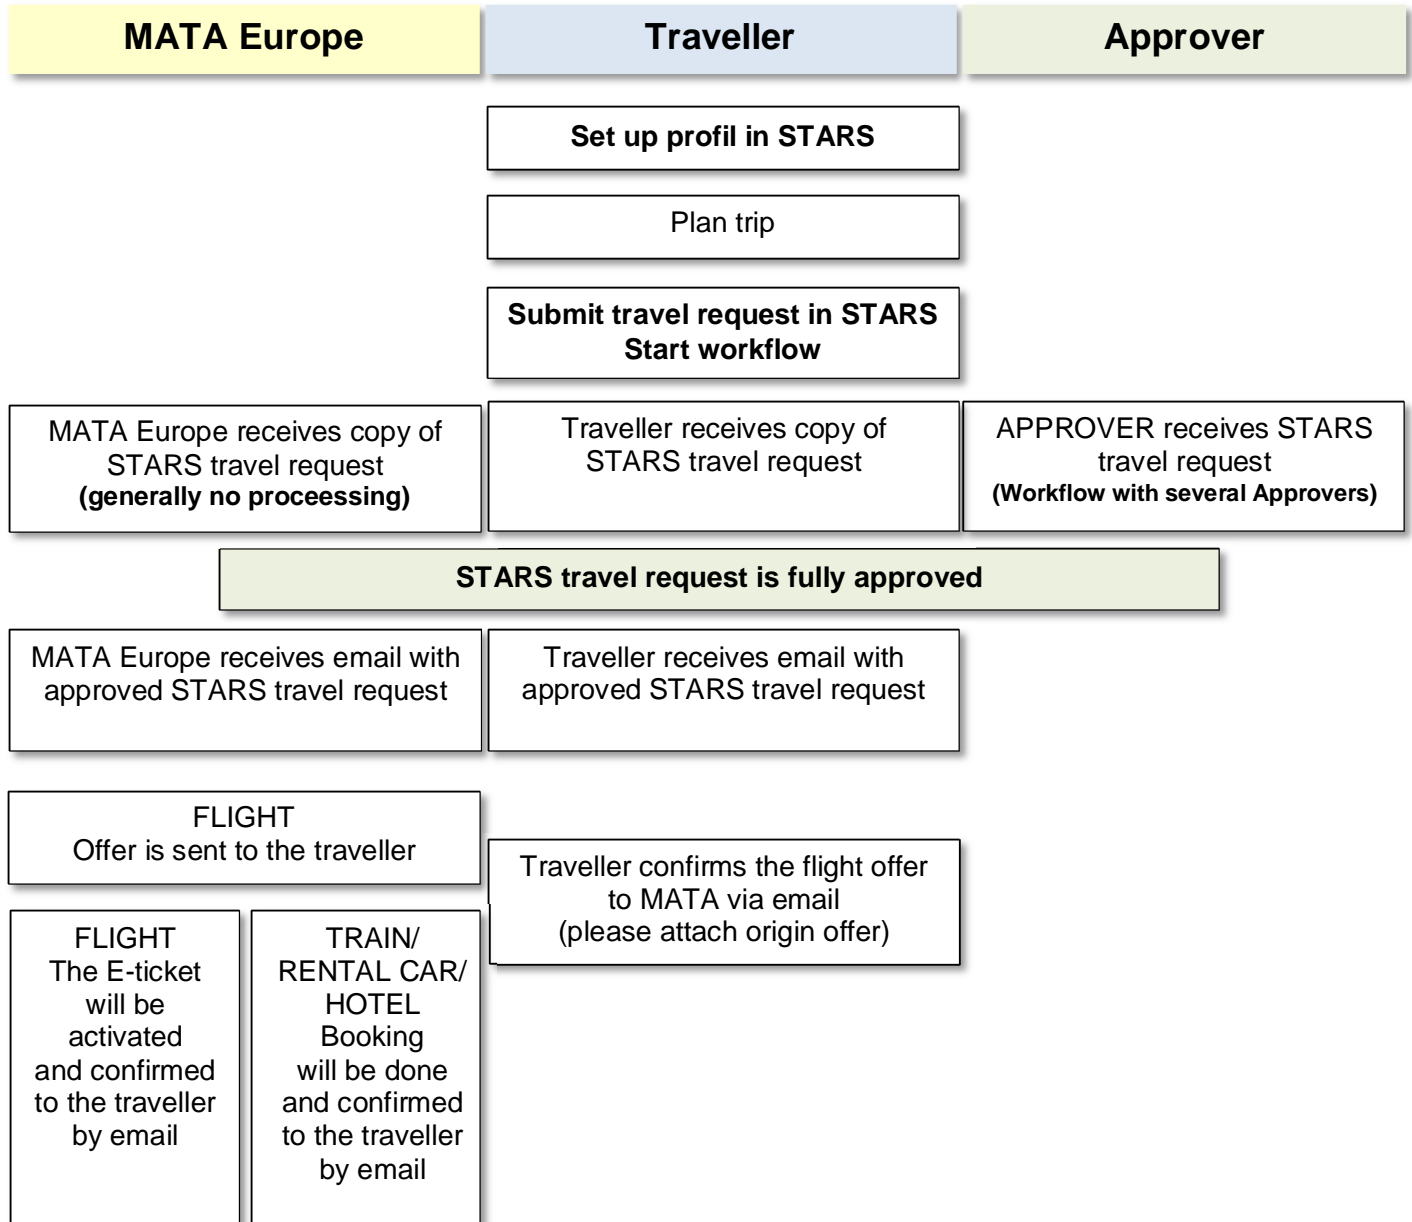 MATA Europe
Traveller
Approver
Set up profil in STARS
Plan trip
Submit travel request in STARS
Start workflow
MATA Europe receives copy of
STARS travel request
(generally no proceessing)
Traveller receives copy of
STARS travel request
APPROVER receives STARS
travel request
(Workflow with several Approvers)
STARS travel request is fully approved
MATA Europe receives email with
approved STARS travel request
Traveller receives email with
approved STARS travel request
FLIGHT
Offer is sent to the traveller
Traveller confirms the flight offer
to MATA via email
(please attach origin offer)
FLIGHT
The E-ticket
will be
activated
and confirmed
to the traveller
by email
TRAIN/
RENTAL CAR/
HOTEL
Booking
will be done
and confirmed
to the traveller
by email